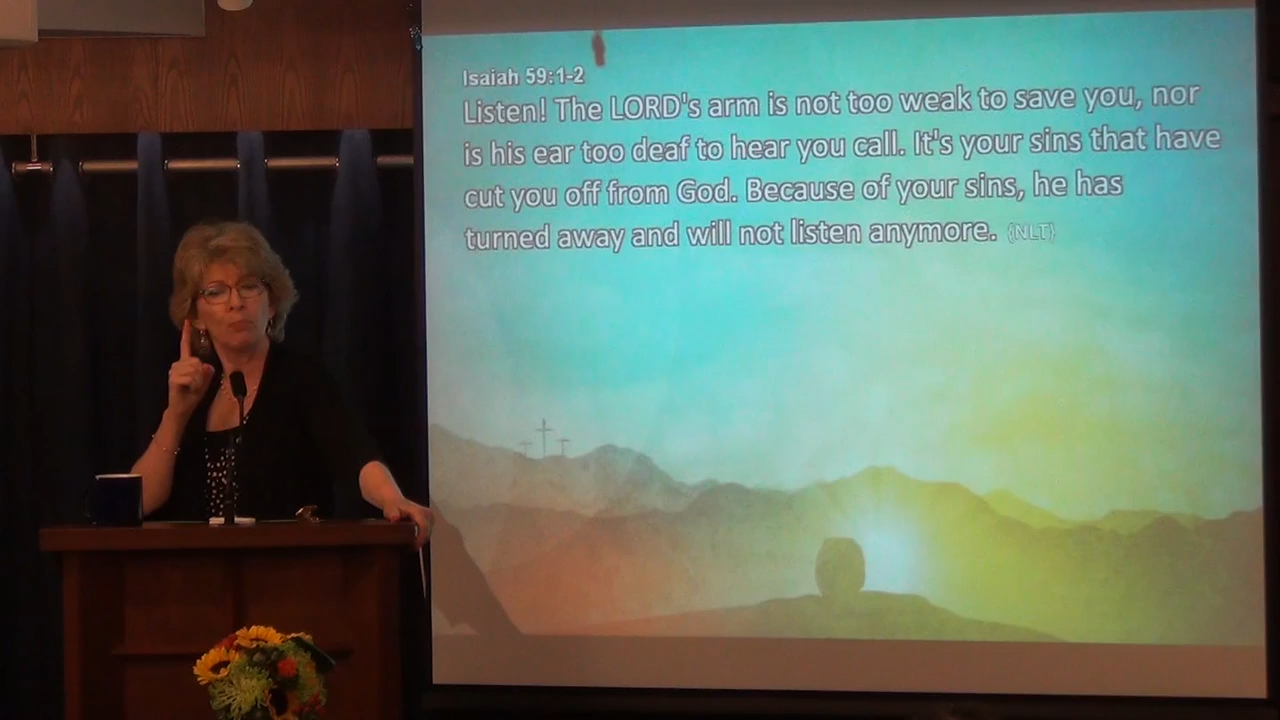 Isaiah 59:1-2
Listen! The LORD's arm is not too weak to save you, nor
is his ear too deaf to hear you call. It's your sins that have
cut you off from God. Because of your sins, he has
turned away and will not listen anymore. {NLT}